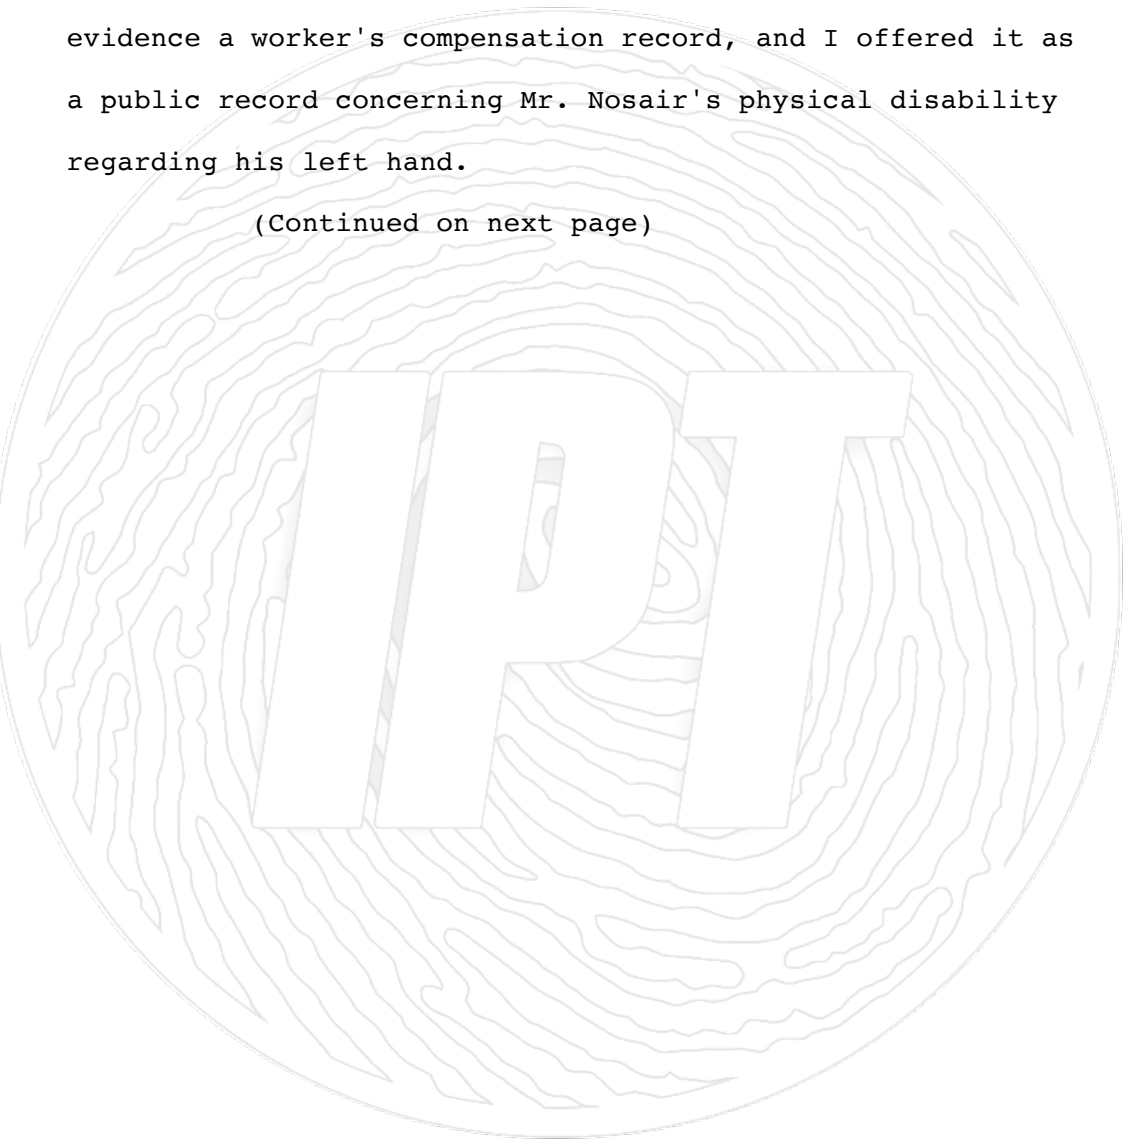 evidence a worker's compensation record, and I offered it as
a public record concerning Mr. Nosair's physical disability
regarding his left hand.
(Continued on next page)
IPT